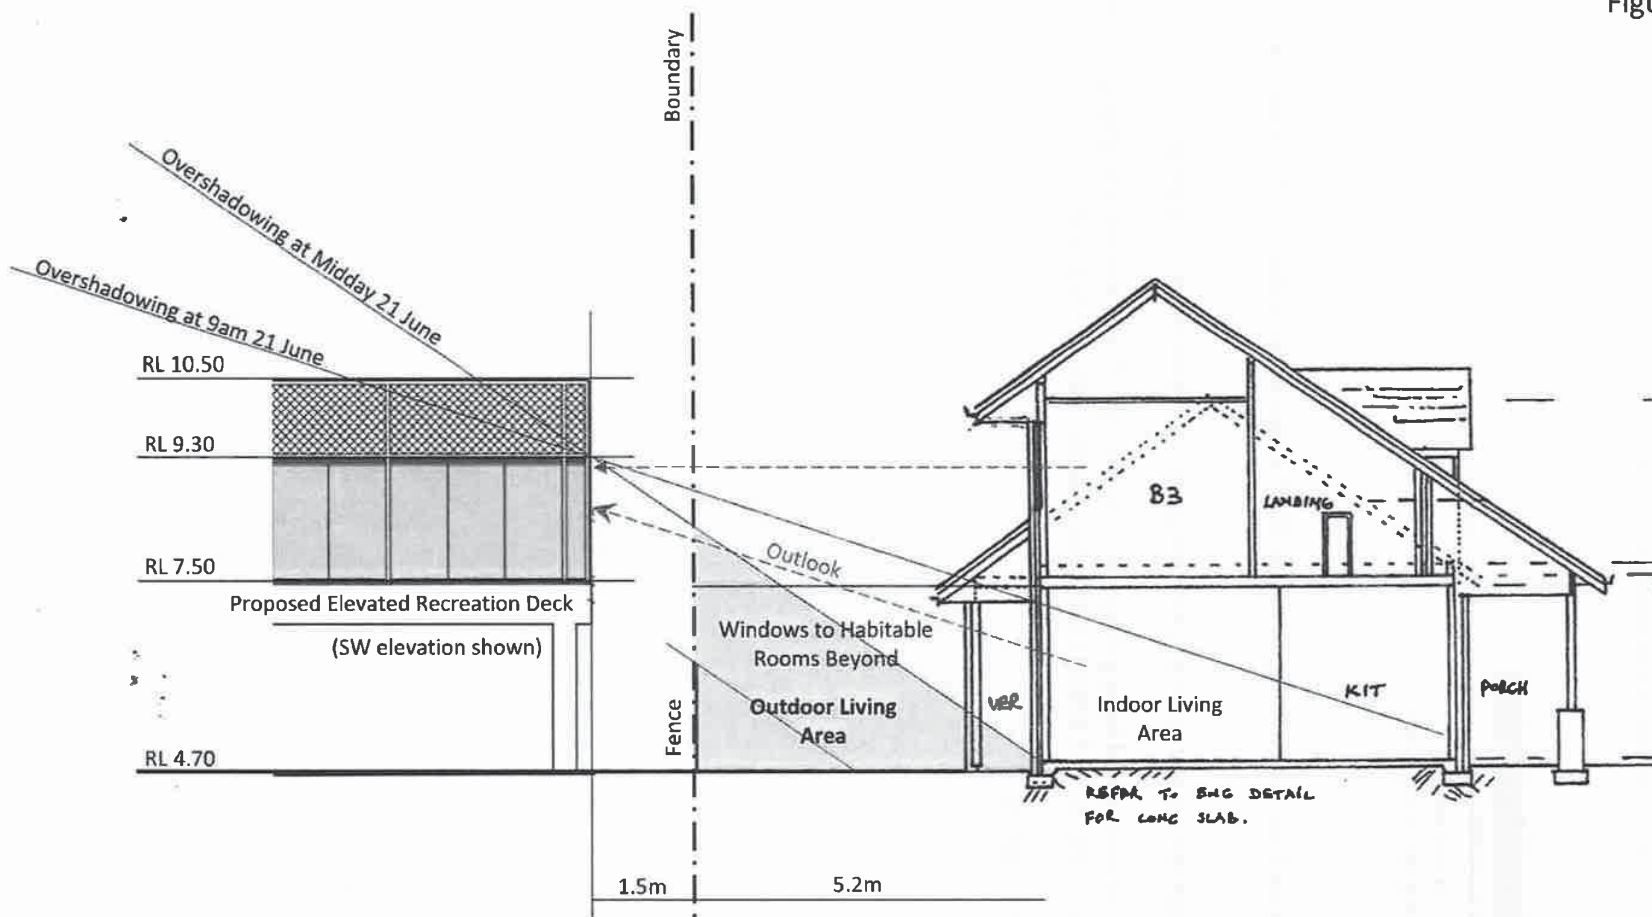 Figu
Boundary
Overshadowing at Midday 21 June
Overshadowing at 9am 21 June
RL 10.50
RL 9.30
RL 7.50
Proposed Elevated Recreation Deck
(SW elevation shown)
RL 4.70
Outlook
Windows to Habitable
Rooms Beyond
Outdoor Living
Area
Fence
B3
LANDING
VER
Indoor Living
Area
KIT
PORCH
REFER To ENG DETAIL
FOR CONC SLAB.
1.5m
5.2m